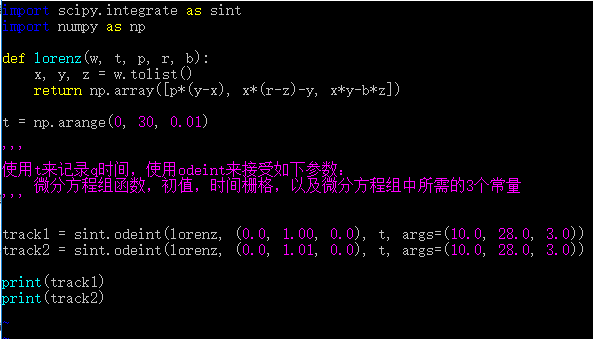 import scipy.integrate as sint
import numpy as np
def lorenz(w, t, p, r, b):
    x, y, z = w.tolist()
    return np.array([p*(y-x), x*(r-z)-y, x*y-b*z])
t = np.arange(0, 30, 0.01)
'''
使用t来记录q时间，使用odeint来接受如下参数：
    微分方程组函数，初值，时间栅格，以及微分方程组中所需的3个常量
'''
track1 = sint.odeint(lorenz, (0.0, 1.00, 0.0), t, args=(10.0, 28.0, 3.0))
track2 = sint.odeint(lorenz, (0.0, 1.01, 0.0), t, args=(10.0, 28.0, 3.0))
print(track1)
print(track2)
~